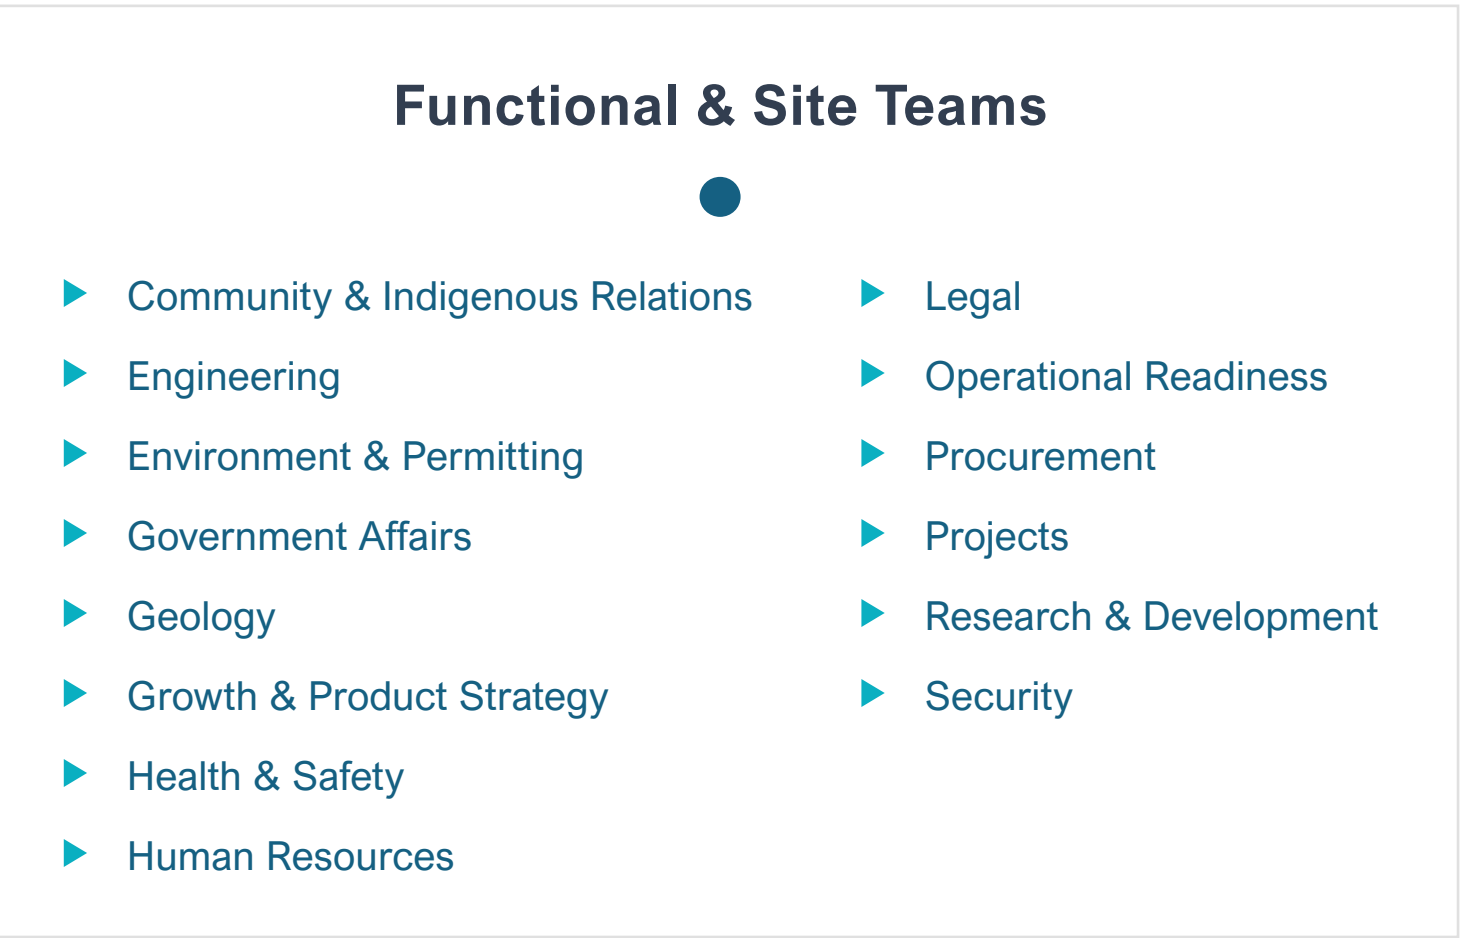 Functional & Site Teams
Community & Indigenous Relations
Engineering
Environment & Permitting
Government Affairs
Geology
Growth & Product Strategy
Health & Safety
Human Resources
Legal
Operational Readiness
Procurement
Projects
Research & Development
Security